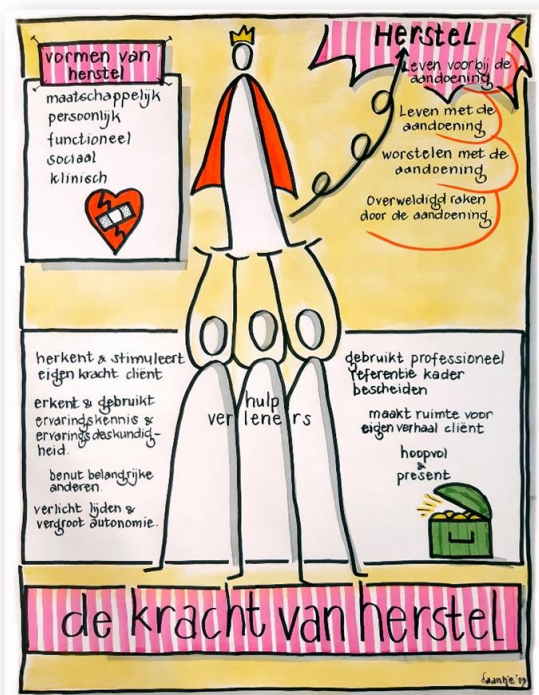 vormen van
herstel
maatschappelijk
persoonlijk
functioneel
sociaal
klinisch
Herstel
Leven voorbij de
aandoening
Leven met de
aandoening
worstelen met de
aandoening
Overweldigd raken
door de aandoening.
herkent & stimuleert
eigen kracht cliënt
erkent & gebruikt
ervaringskennis &
ervaringsdeskundig-
heid.
benut belangrijke
anderen.
verlicht lijden &
vergroot autonomie.
hulp
verleners
gebruikt professioneel
referentie kader
bescheiden
maakt ruimte voor
eigen verhaal cliënt
hoopvol
&
present
de kracht van herstel